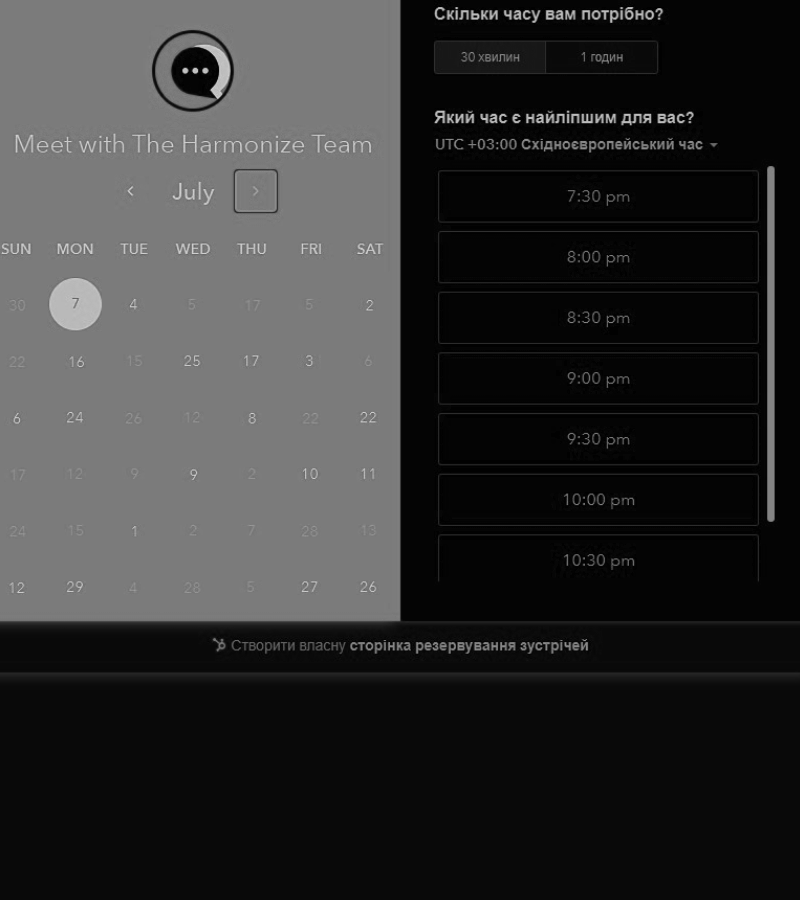 Meet with The Harmonize Team
July
SUN MON TUE WED THU FRI SAT
30 7 4 5 17 5 2
22 16 15 25 17 3 6
6 24 26 12 8 22 22
17 12 9 9 2 10 11
24 15 1 2 7 28 13
12 29 4 28 5 27 26
Скільки часу вам потрібно?
30 хвилин 1 годин
Який час є найліпшим для вас?
UTC +03:00 Східноєвропейський час
7:30 pm
8:00 pm
8:30 pm
9:00 pm
9:30 pm
10:00 pm
10:30 pm
Створити власну сторінка резервування зустрічей